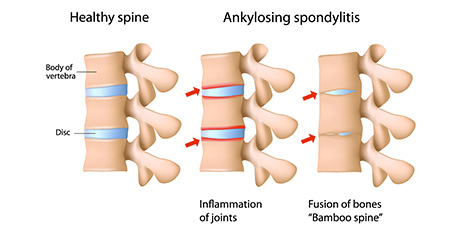 Healthy spine
Ankylosing spondylitis
Body of
vertebra
Disc
Inflammation
of joints
Fusion of bones
"Bamboo spine"